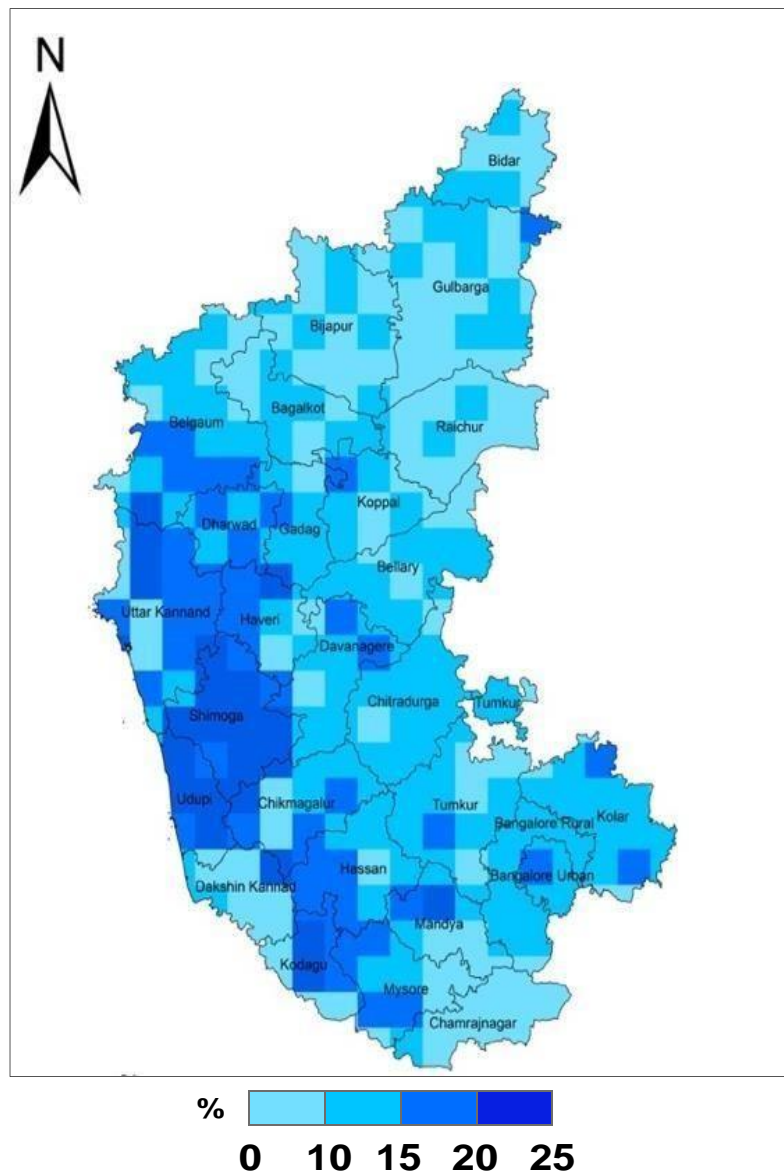 N
Bidar
Gulbarga
Bijapur
Bagalkot
Belgaum
Raichur
Koppal
Dharwad
Gadag
Bellary
Uttar Kannand
Haveri
Davanagere
Chitradurga
Tumkur
Shimoga
Udupi
Chikmagalur
Tumkur
Bangalore Rural
Kolar
Hassan
Bangalore Urban
Dakshin Kannad
Mandya
Kodagu
Mysore
Chamrajnagar
%
0 10 15 20 25